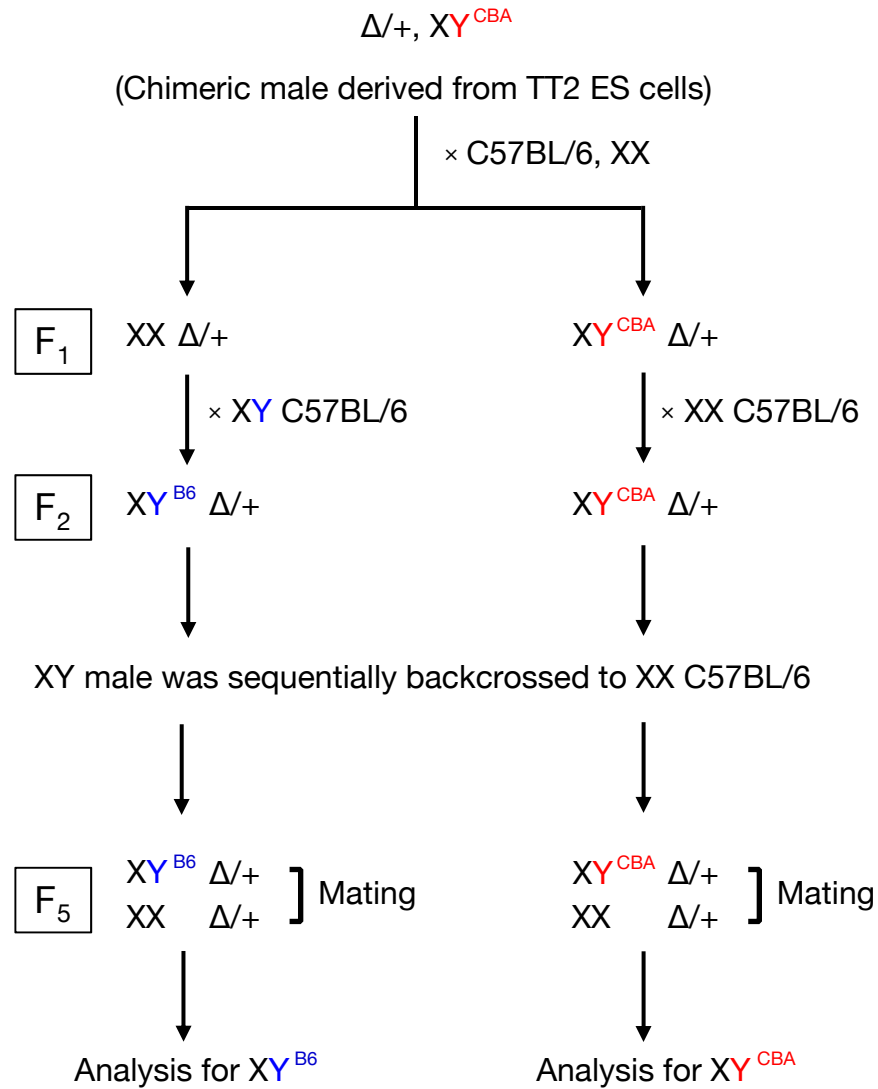 Δ/+, XY CBA
(Chimeric male derived from TT2 ES cells)
× C57BL/6, XX
F1 XX Δ/+ XY CBA Δ/+
× XY C57BL/6 × XX C57BL/6
F2 XY B6 Δ/+ XY CBA Δ/+
XY male was sequentially backcrossed to XX C57BL/6
XY B6 Δ/+ XY CBA Δ/+
F5 Mating Mating
XX Δ/+ XX Δ/+
Analysis for XY B6 Analysis for XY CBA